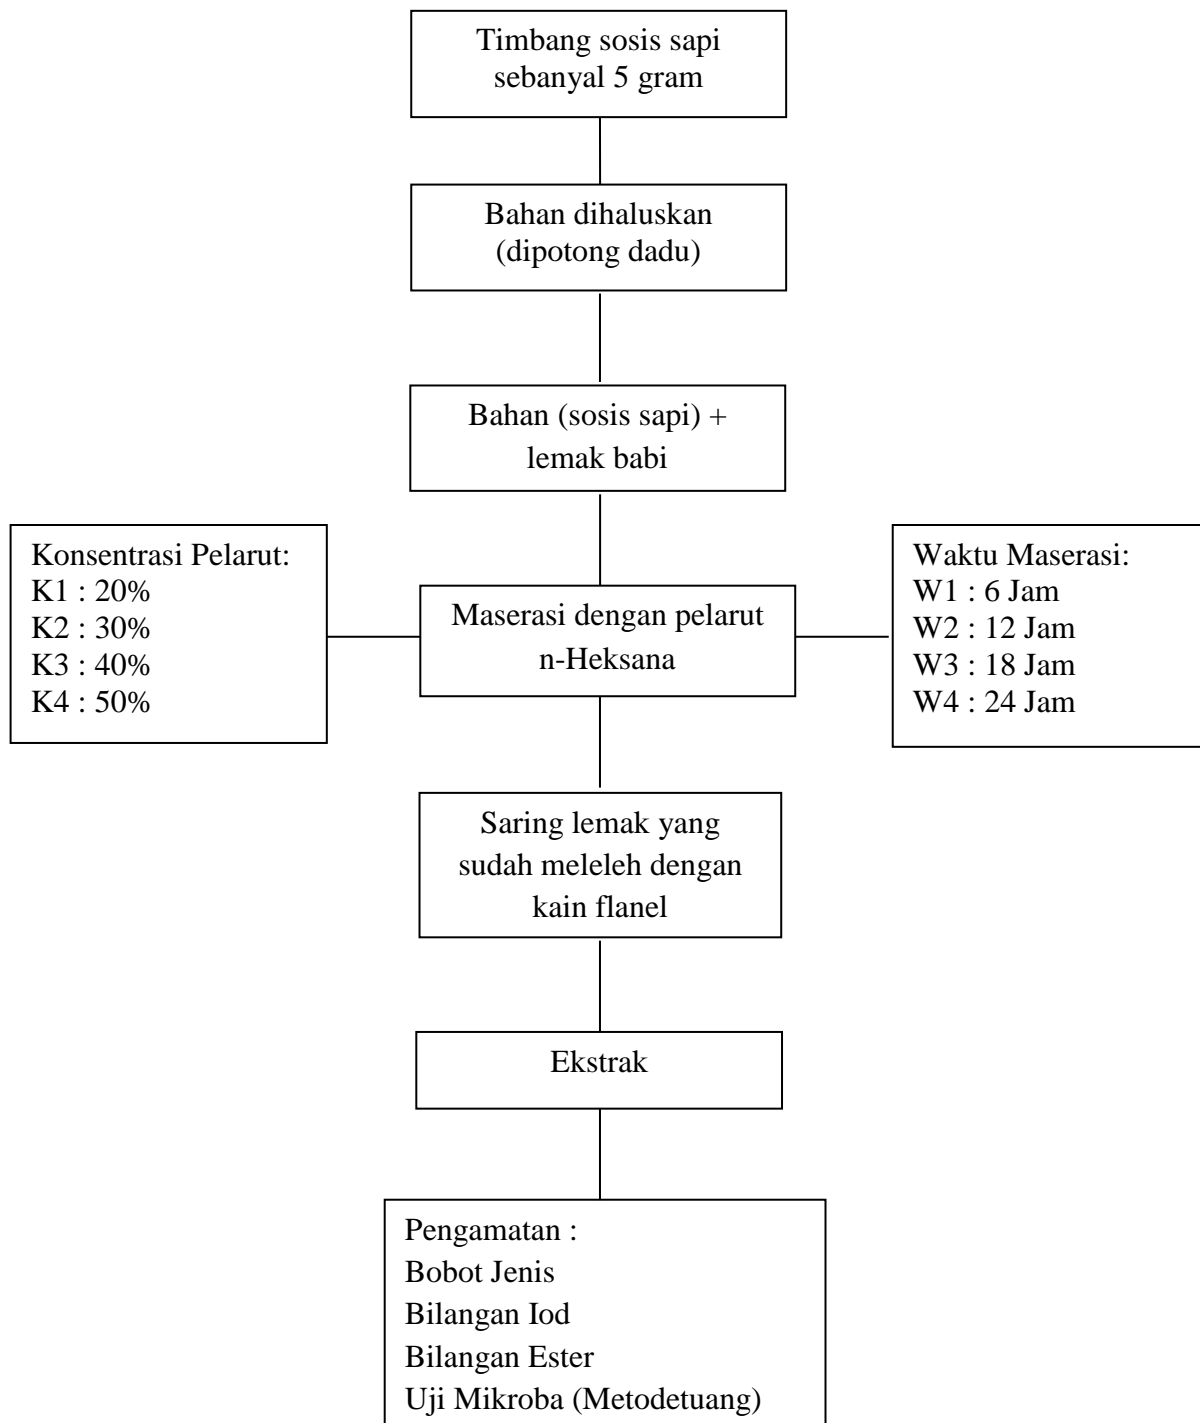 Timbang sosis sapi
sebanyal 5 gram
Bahan dihaluskan
(dipotong dadu)
Bahan (sosis sapi) +
lemak babi
Konsentrasi Pelarut:
K1 : 20%
K2 : 30%
K3 : 40%
K4 : 50%
Maserasi dengan pelarut
n-Heksana
Waktu Maserasi:
W1 : 6 Jam
W2 : 12 Jam
W3 : 18 Jam
W4 : 24 Jam
Saring lemak yang
sudah meleleh dengan
kain flanel
Ekstrak
Pengamatan :
Bobot Jenis
Bilangan Iod
Bilangan Ester
Uji Mikroba (Metodetuang)